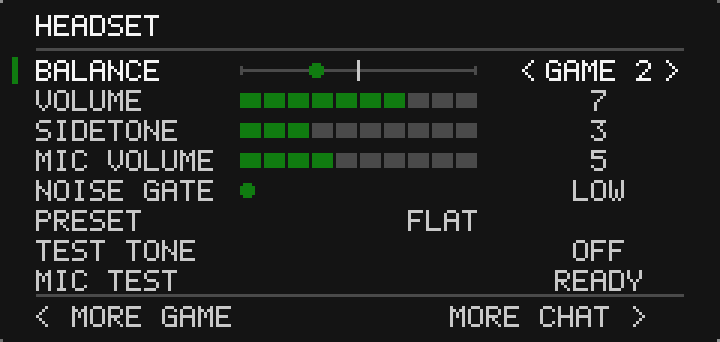 HEADSET
BALANCE < GAME 2 >
VOLUME 7
SIDETONE 3
MIC VOLUME 5
NOISE GATE LOW
PRESET FLAT
TEST TONE OFF
MIC TEST READY
< MORE GAME MORE CHAT >